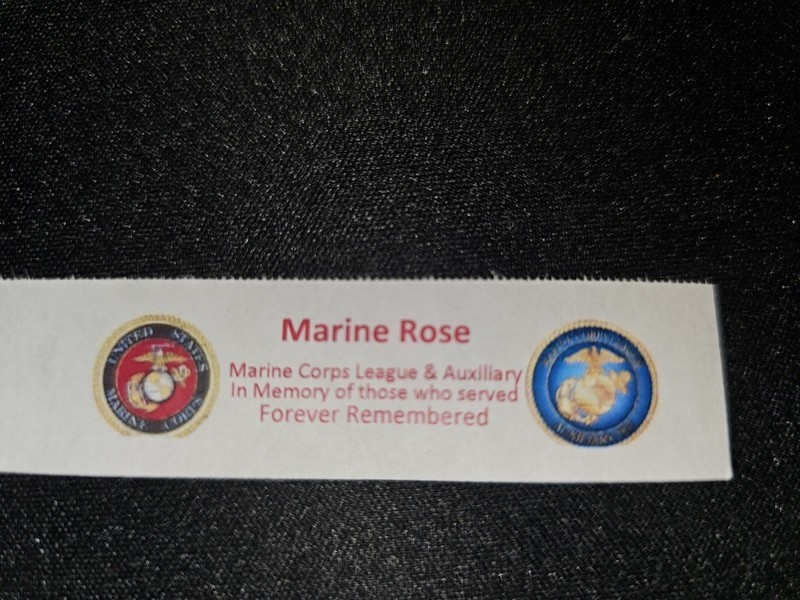 Marine Rose
Marine Corps League & Auxiliary
In Memory of those who served
Forever Remembered
UNITED STATES
MARINE CORPS